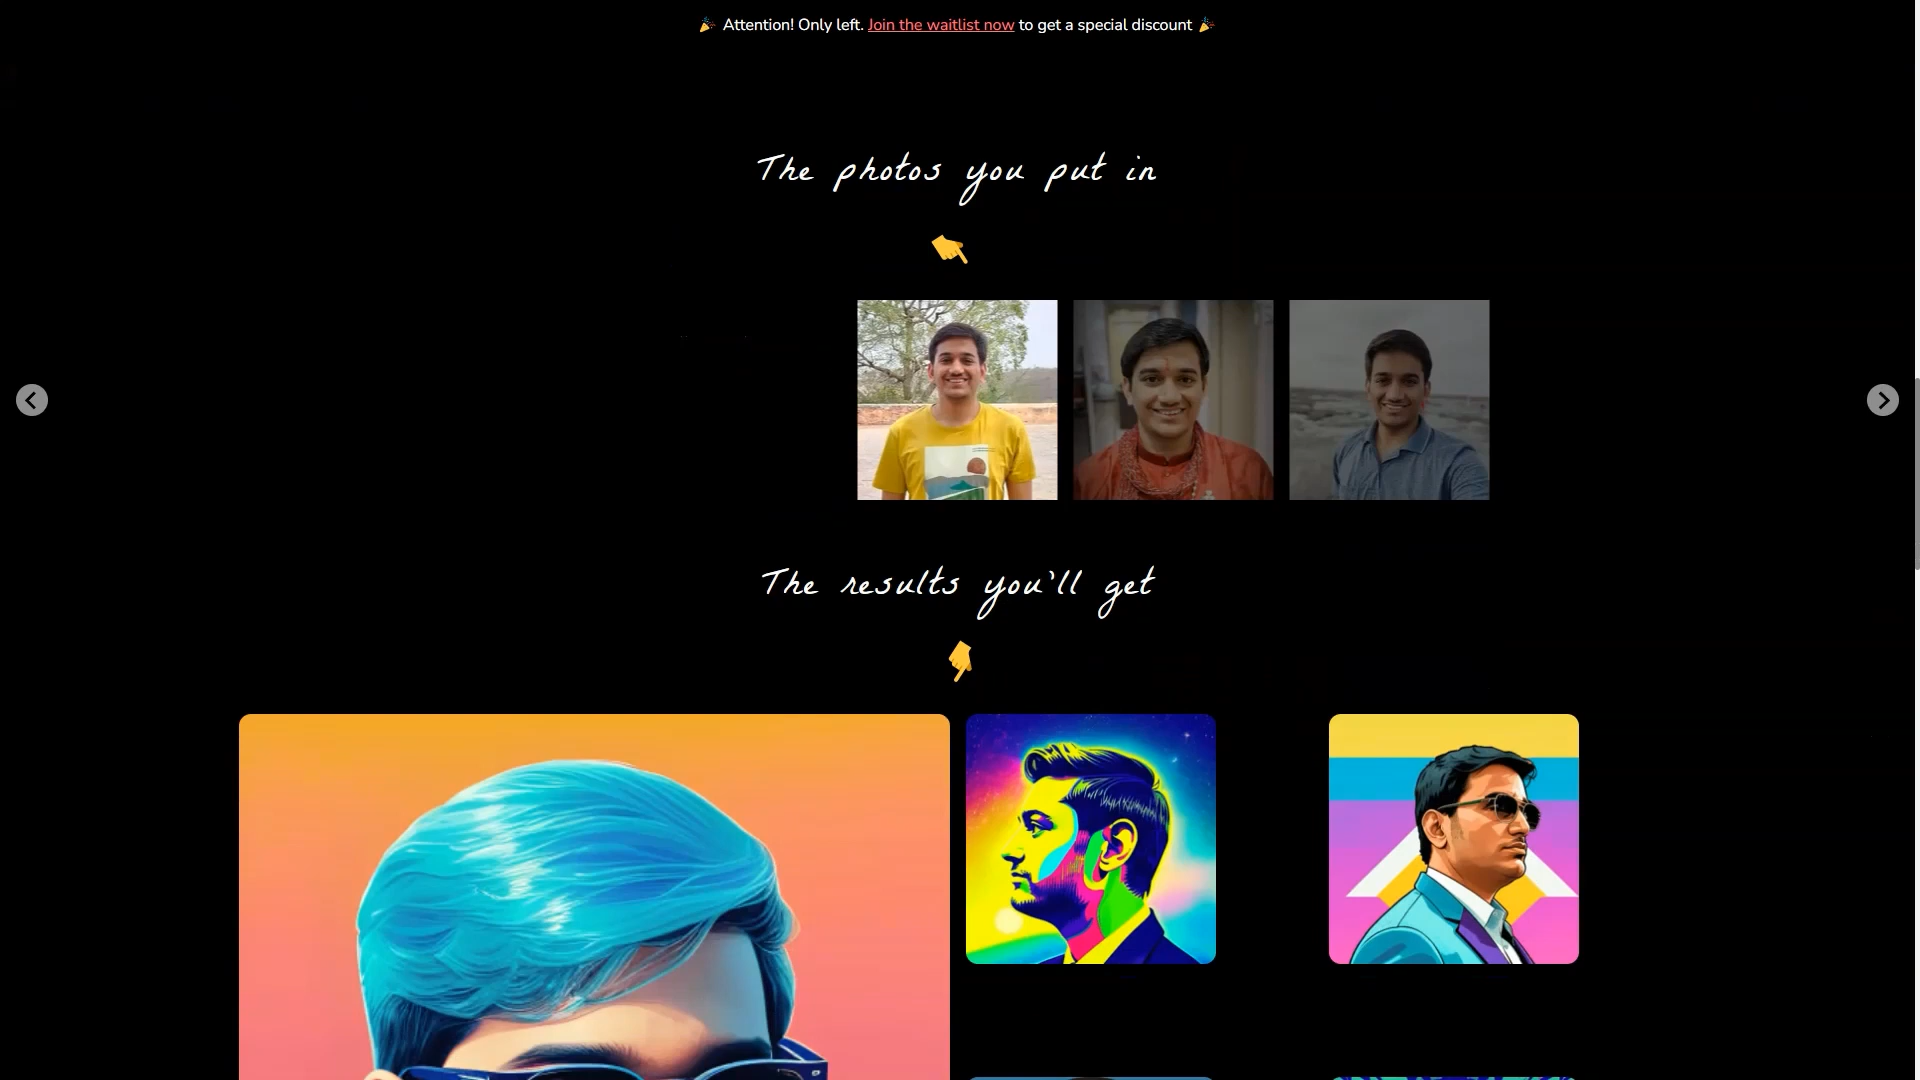 🎉 Attention! Only left. Join the waitlist now to get a special discount 🎉
The photos you put in
The results you'll get